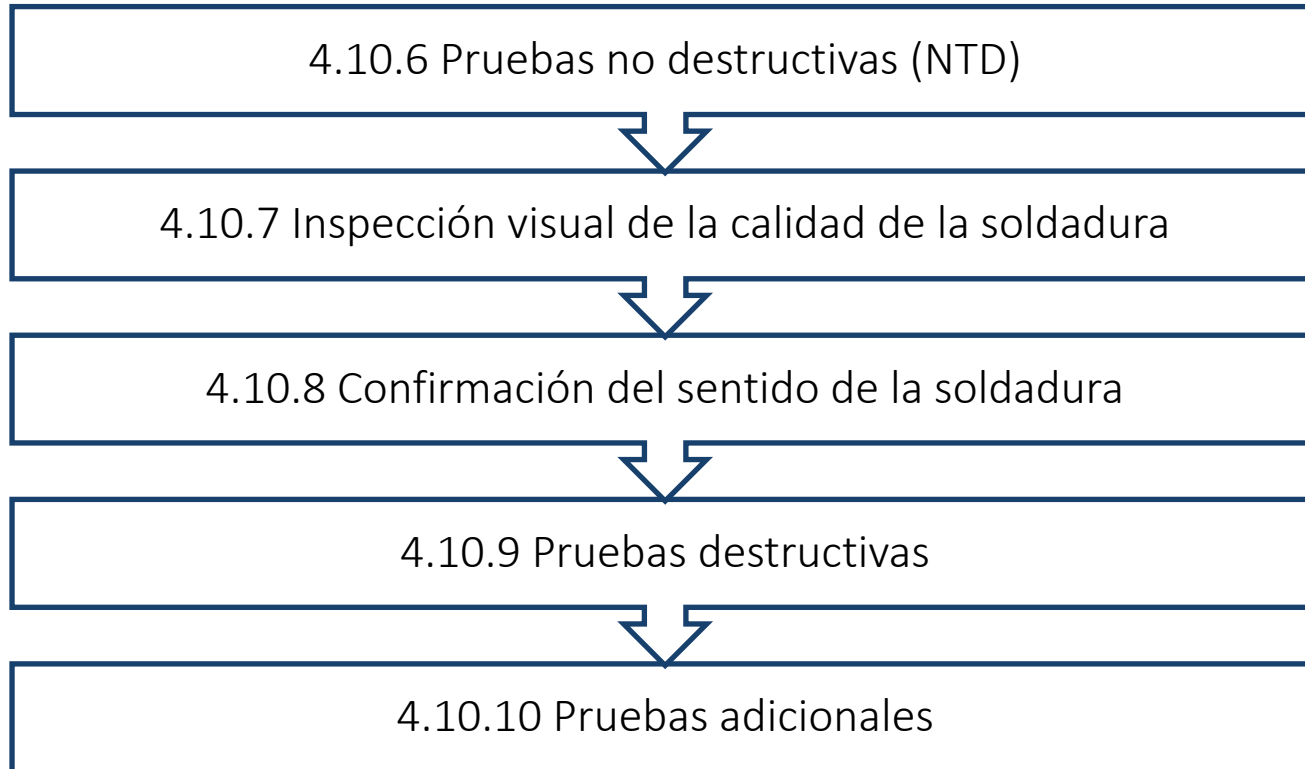 4.10.6 Pruebas no destructivas (NTD)
4.10.7 Inspección visual de la calidad de la soldadura
4.10.8 Confirmación del sentido de la soldadura
4.10.9 Pruebas destructivas
4.10.10 Pruebas adicionales